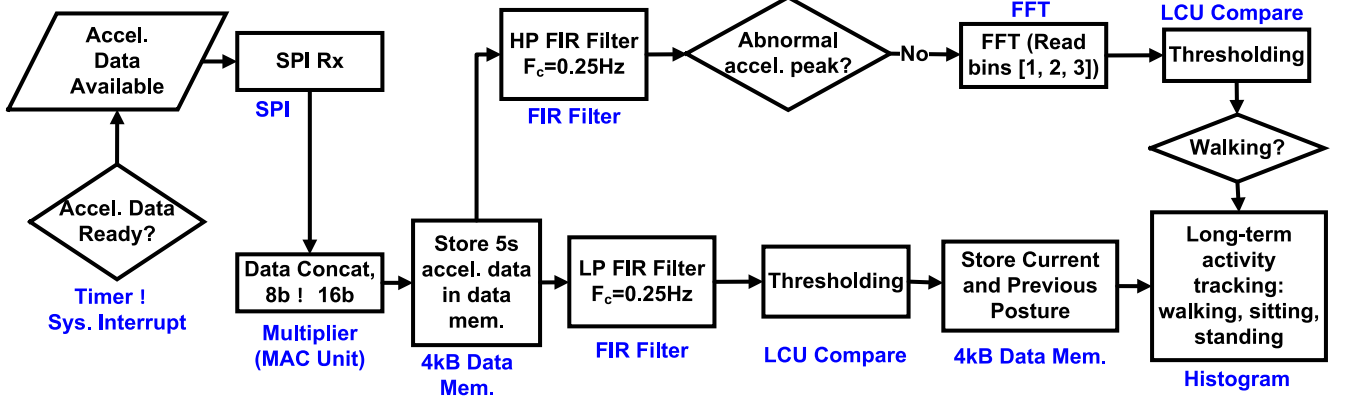 Accel.
Data
Available
SPI Rx
SPI
Accel. Data
Ready?
Timer !
Sys. Interrupt
Data Concat,
8b ! 16b
Multiplier
(MAC Unit)
Store 5s
accel. data
in data
mem.
4kB Data
Mem.
HP FIR Filter
Fc=0.25Hz
FIR Filter
Abnormal
accel. peak?
No
FFT
FFT (Read
bins [1, 2, 3])
LCU Compare
Thresholding
Walking?
LP FIR Filter
Fc=0.25Hz
FIR Filter
Thresholding
LCU Compare
Store Current
and Previous
Posture
4kB Data Mem.
Long-term
activity
tracking:
walking, sitting,
standing
Histogram